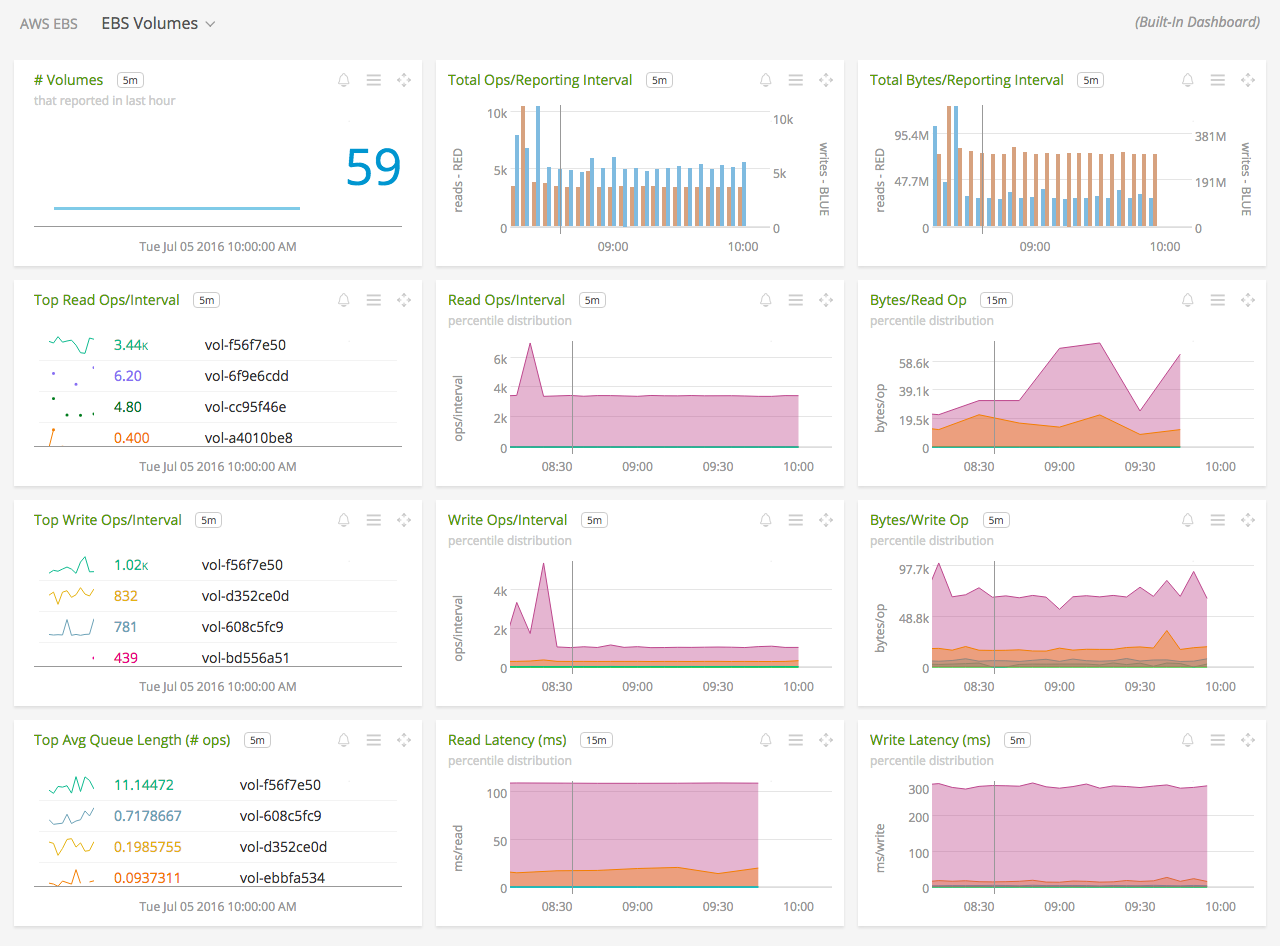 AWS EBS EBS Volumes (Built-In Dashboard)
# Volumes 5m
that reported in last hour
59
Tue Jul 05 2016 10:00:00 AM
Total Ops/Reporting Interval 5m
reads - RED
10k
5k
0
10k
5k
0
writes - BLUE
09:00 10:00
Total Bytes/Reporting Interval 5m
reads - RED
95.4M
47.7M
0
381M
191M
0
writes - BLUE
09:00 10:00
Top Read Ops/Interval 5m
3.44K vol-f56f7e50
6.20 vol-6f9e6cdd
4.80 vol-cc95f46e
0.400 vol-a4010be8
Tue Jul 05 2016 10:00:00 AM
Read Ops/Interval 5m
percentile distribution
ops/interval
6k
4k
2k
0
08:30 09:00 09:30 10:00
Bytes/Read Op 15m
percentile distribution
bytes/op
58.6k
39.1k
19.5k
0
08:30 09:00 09:30 10:00
Top Write Ops/Interval 5m
1.02K vol-f56f7e50
832 vol-d352ce0d
781 vol-608c5fc9
439 vol-bd556a51
Tue Jul 05 2016 10:00:00 AM
Write Ops/Interval 5m
percentile distribution
ops/interval
4k
2k
0
08:30 09:00 09:30 10:00
Bytes/Write Op 5m
percentile distribution
bytes/op
97.7k
48.8k
0
08:30 09:00 09:30 10:00
Top Avg Queue Length (# ops) 5m
11.14472 vol-f56f7e50
0.7178667 vol-608c5fc9
0.1985755 vol-d352ce0d
0.0937311 vol-ebbfa534
Tue Jul 05 2016 10:00:00 AM
Read Latency (ms) 15m
percentile distribution
ms/read
100
50
0
08:30 09:00 09:30 10:00
Write Latency (ms) 5m
percentile distribution
ms/write
300
200
100
0
08:30 09:00 09:30 10:00